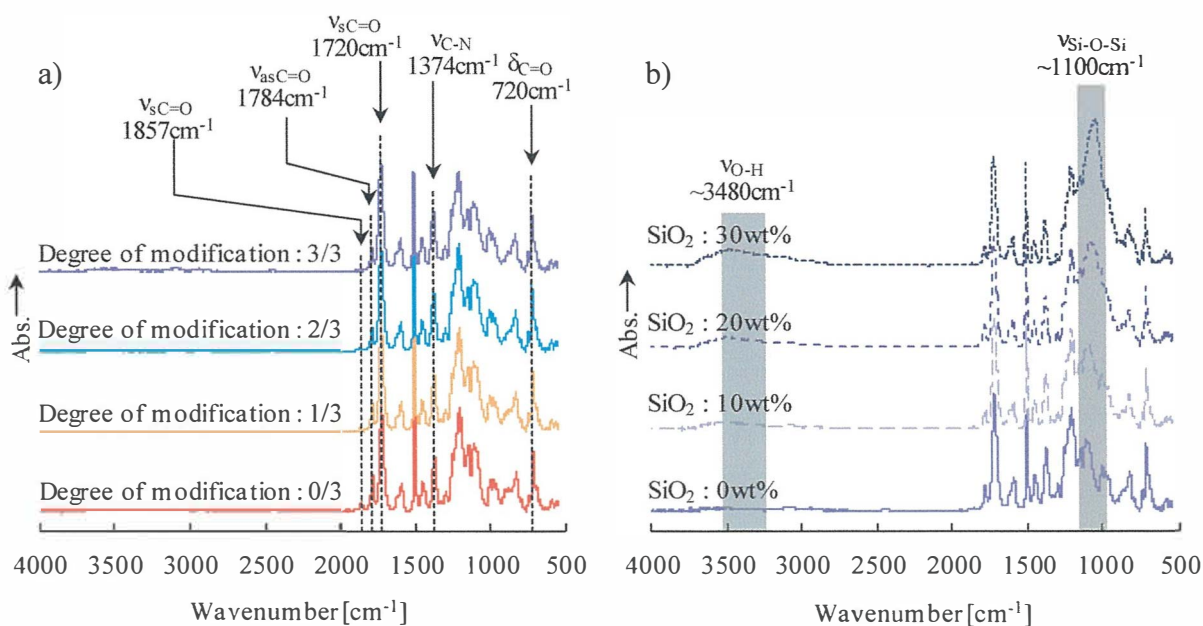 a)
νsC=O
1857cm-1
νasC=O
1784cm-1
νsC=O
1720cm-1
νC-N
1374cm-1
δC=O
720cm-1
Degree of modification : 3/3
Degree of modification : 2/3
Degree of modification : 1/3
Degree of modification : 0/3
Abs.
4000 3500 3000 2500 2000 1500 1000 500
Wavenumber [cm-1]
b)
νSi-O-Si
~1100cm-1
νO-H
~3480cm-1
SiO2 : 30wt%
SiO2 : 20wt%
SiO2 : 10wt%
SiO2 : 0wt%
Abs.
4000 3500 3000 2500 2000 1500 1000 500
Wavenumber [cm-1]